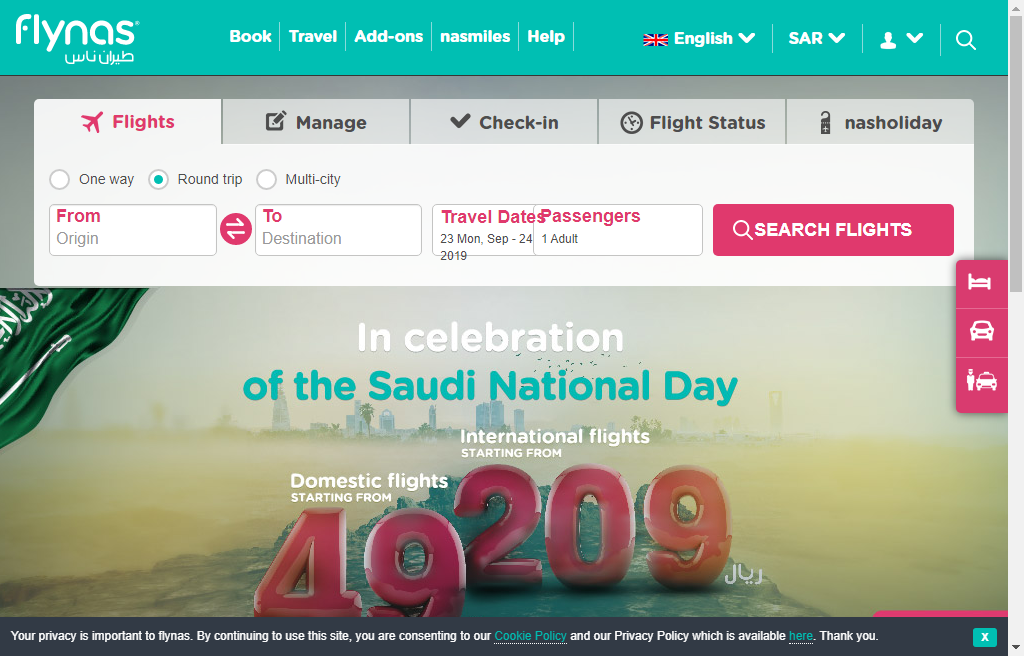 flynas
طيران ناس
Book Travel Add-ons nasmiles Help
English SAR
Flights Manage Check-in Flight Status nasholiday
One way Round trip Multi-city
From To Travel Dates Passengers
Origin Destination 23 Mon, Sep - 24 1 Adult
2019
SEARCH FLIGHTS
In celebration
of the Saudi National Day
International flights
STARTING FROM
Domestic flights
STARTING FROM
209
ريال
49
Your privacy is important to flynas. By continuing to use this site, you are consenting to our Cookie Policy and our Privacy Policy which is available here. Thank you.
X